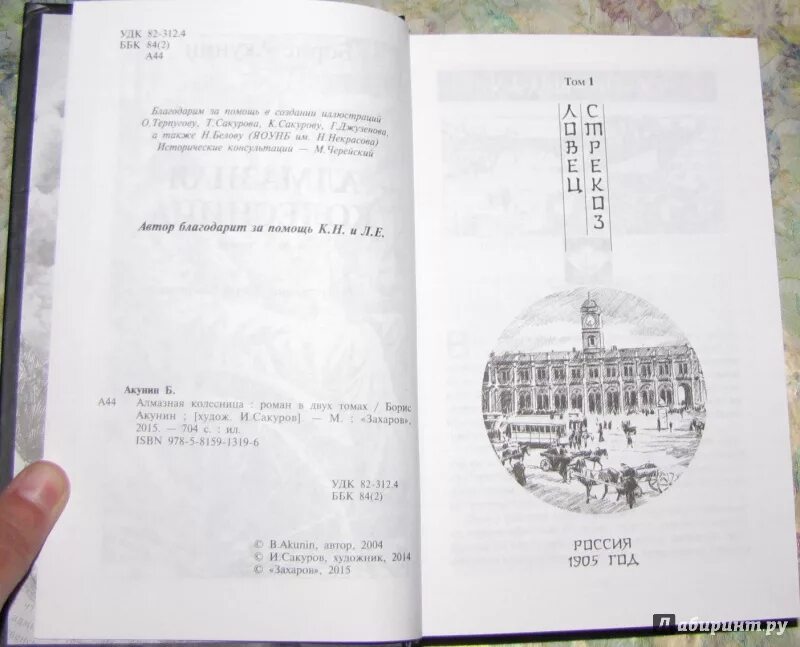 УДК 82-312.4
ББК 84(2)
А44
Благодарим за помощь в создании иллюстраций
О.Терпугову, Т.Сакурова, К.Сакурову, Г.Джузенова,
а также Н.Белову (ЯОУНБ им. Н.Некрасова)
Исторические консультации — М.Черейский
Автор благодарит за помощь К.Н. и Л.Е.
Акунин Б.
А44 Алмазная колесница : роман в двух томах / Борис
Акунин ; [худож. И.Сакуров] — М. : «Захаров»,
2015. — 704 с. : ил.
ISBN 978-5-8159-1319-6
УДК 82-312.4
ББК 84(2)
© B.Akunin, автор, 2004
© И.Сакуров, художник, 2014
© «Захаров», 2015
Том 1
ЛОВЕЦ
СТРЕКОЗ
РОССИЯ
1905 ГОД
Лабиринт.ру